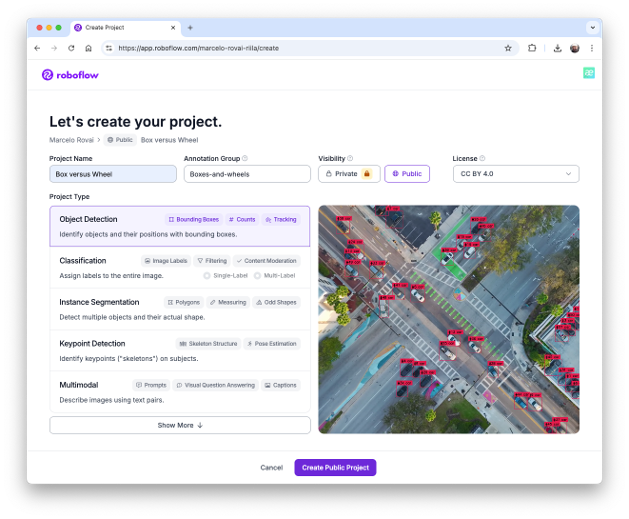 Create Project
https://app.roboflow.com/marcelo-rovai-rilla/create
roboflow
Let's create your project.
Marcelo Rovai > Public Box versus Wheel
Project Name Annotation Group Visibility License
Box versus Wheel Boxes-and-wheels Private Public CC BY 4.0
Project Type
Object Detection Bounding Boxes # Counts Tracking
Identify objects and their positions with bounding boxes.
Classification Image Labels Filtering Content Moderation
Assign labels to the entire image. Single-Label Multi-Label
Instance Segmentation Polygons Measuring Odd Shapes
Detect multiple objects and their actual shape.
Keypoint Detection Skeleton Structure Pose Estimation
Identify keypoints ("skeletons") on subjects.
Multimodal Prompts Visual Question Answering Captions
Describe images using text pairs.
Show More ↓
Cancel Create Public Project